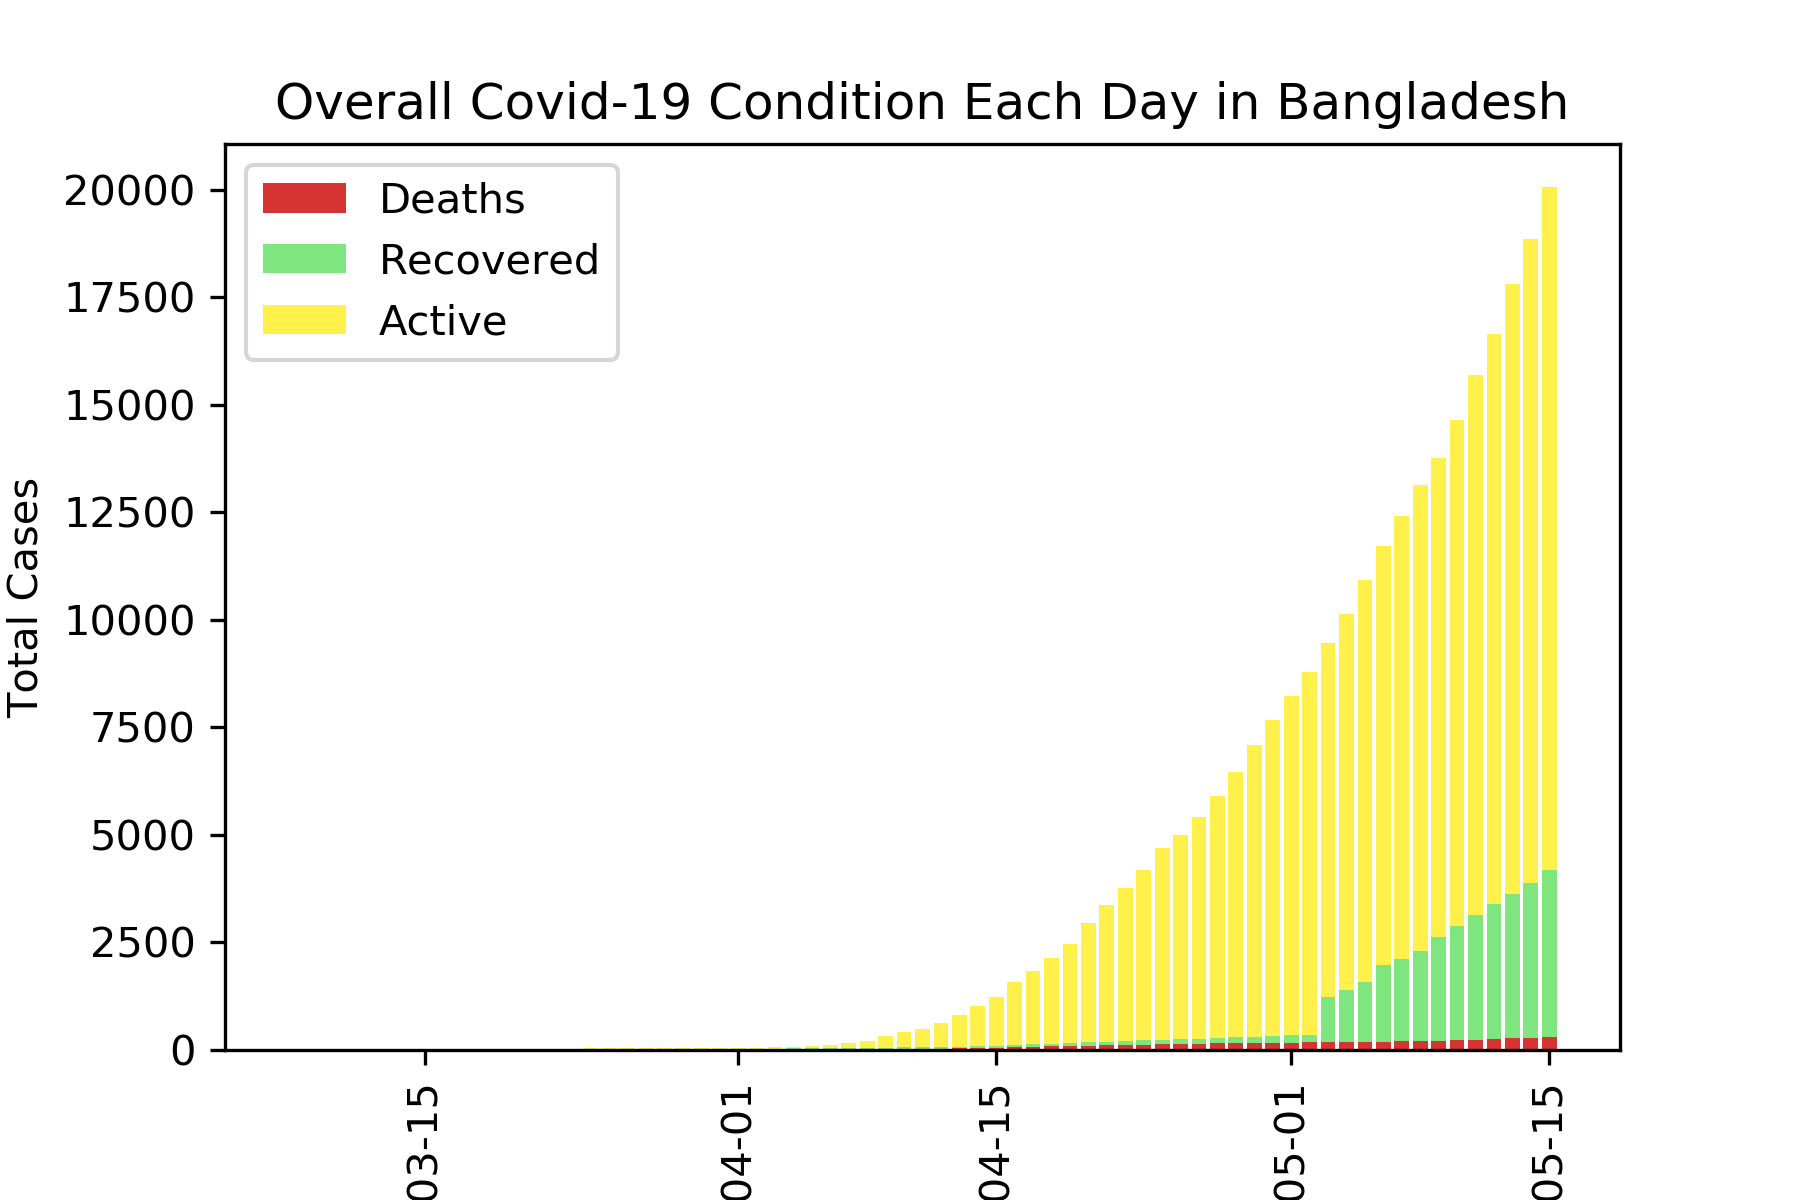 Overall Covid-19 Condition Each Day in Bangladesh
Deaths
Recovered
Active
Total Cases
20000
17500
15000
12500
10000
7500
5000
2500
0
03-15
04-01
04-15
05-01
05-15